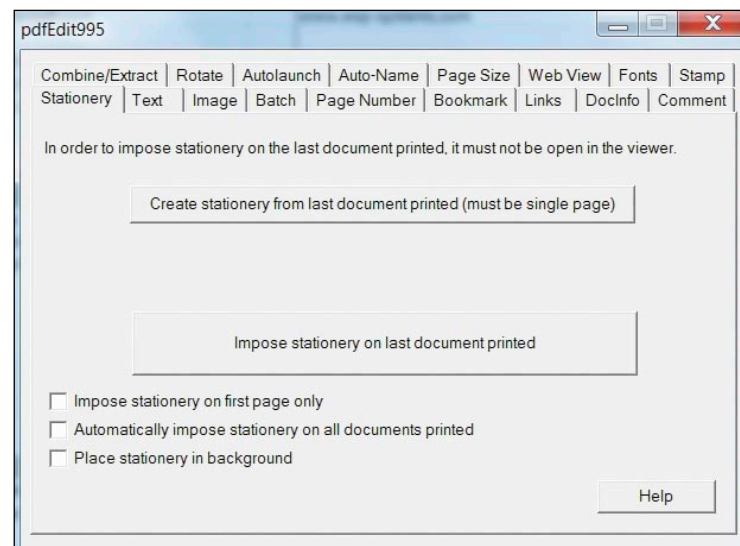 pdfEdit995
Combine/Extract Rotate Autolaunch Auto-Name Page Size Web View Fonts Stamp
Stationery Text Image Batch Page Number Bookmark Links DocInfo Comment
In order to impose stationery on the last document printed, it must not be open in the viewer.
Create stationery from last document printed (must be single page)
Impose stationery on last document printed
Impose stationery on first page only
Automatically impose stationery on all documents printed
Place stationery in background
Help